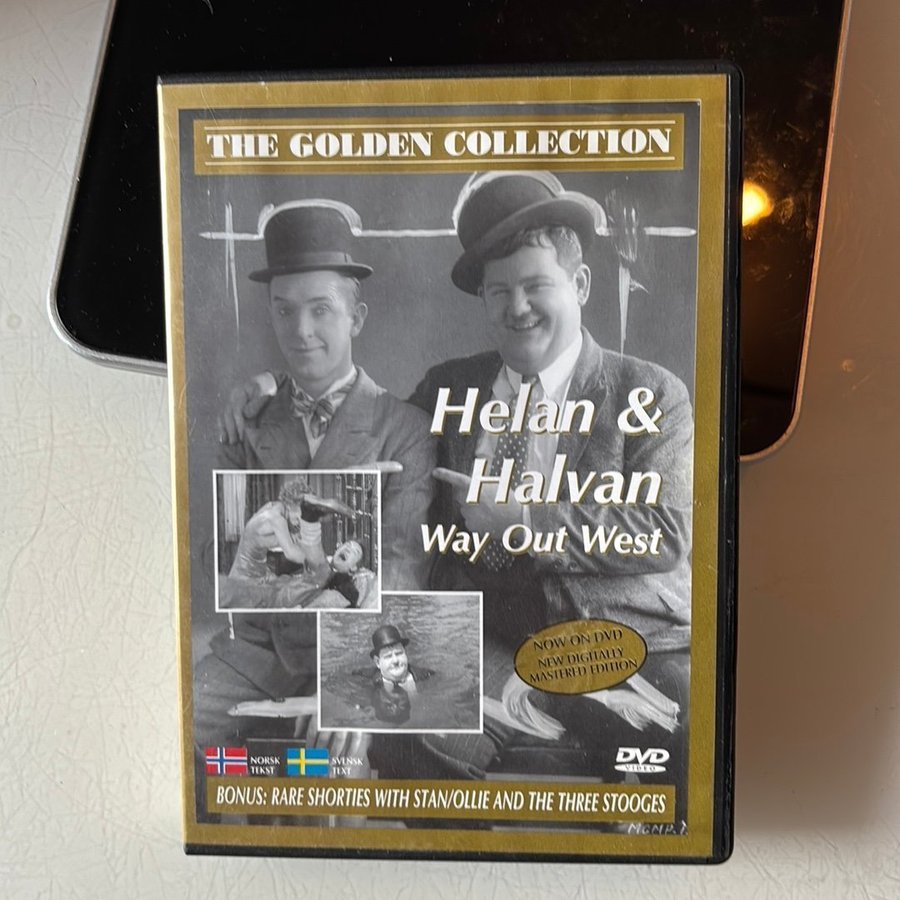 THE GOLDEN COLLECTION
Helan &
Halvan
Way Out West
NOW ON DVD
NEW DIGITALLY
MASTERED EDITION
NORSK
TEKST
SVENSK
TEXT
DVD
VIDEO
BONUS: RARE SHORTIES WITH STAN/OLLIE AND THE THREE STOOGES